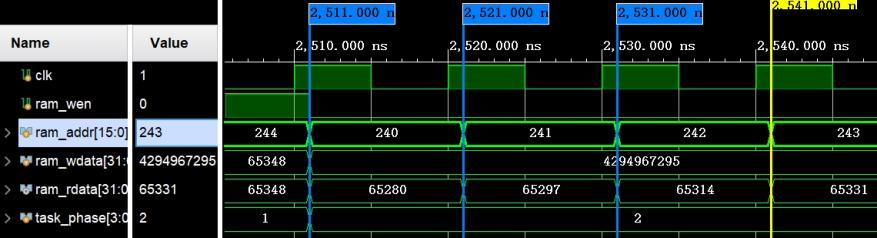 2,511.000 n 2,521.000 n 2,531.000 n 2,541.000 n
Name Value 2,510.000 ns 2,520.000 ns 2,530.000 ns 2,540.000 ns
clk 1
ram_wen 0
ram_addr[15:0] 243 244 240 241 242 243
ram_wdata[31:0 4294967295 65348 4294967295
ram_rdata[31:0 65331 65348 65280 65297 65314 65331
task_phase[3:0 2 1 2